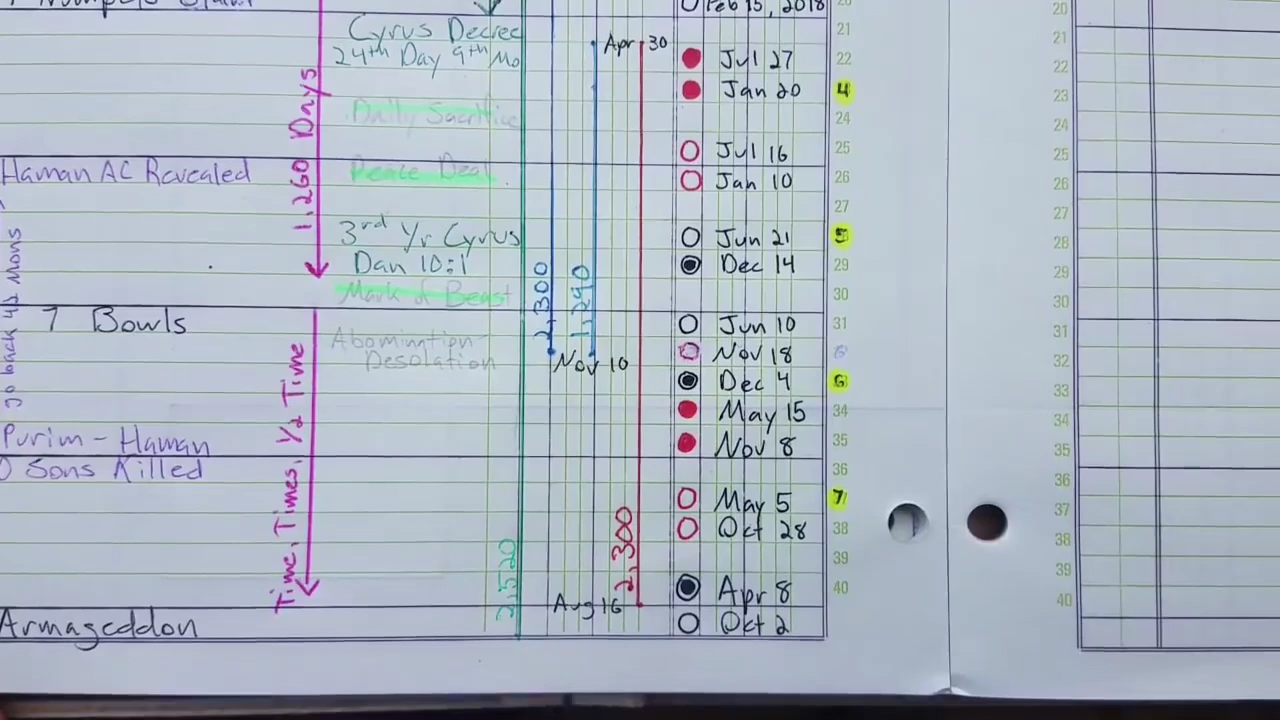 Feb 15, 2018
Cyrus Decree
24th Day 9th Mo
Apr 30
Jul 27
Jan 20
Daily Sacrifice
1,260 Days
Jul 16
Haman AC Revealed
Peace Deal
Jan 10
3rd Yr Cyrus
Dan 10:1
Jun 21
Dec 14
Mark of Beast
2,300
1,290
7 Bowls
Jun 10
Abomintion
Desolation
Nov 10
Nov 18
Dec 4
May 15
Purim - Haman
Nov 8
Sons Killed
Time, Times, 1/2 Time
May 5
Oct 28
2,300
2,520
Apr 8
Aug 16
Armageddon
Oct 2
20
21
22
23 4
24
25
26
27
28 5
29
30
31
32 6
33 6
34
35
36
37 7
38
39
40
20
21
22
23
24
25
26
27
28
29
30
31
32
33
34
35
36
37
38
39
40